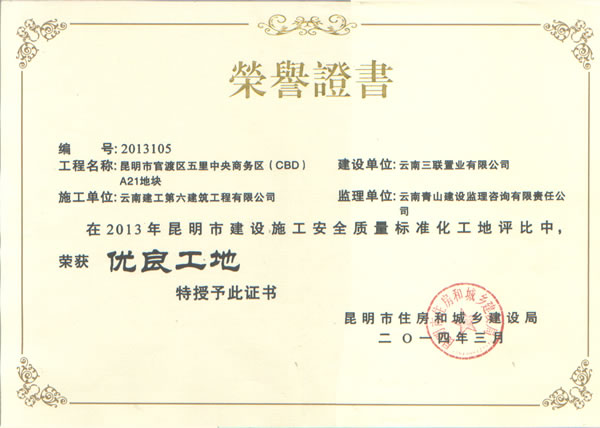 榮譽證書
编 号: 2013105
工程名称: 昆明市官渡区五里中央商务区（CBD）A21地块
建设单位: 云南三联置业有限公司
施工单位: 云南建工第六建筑工程有限公司
监理单位: 云南青山建设监理咨询有限责任公司
在2013年昆明市建设施工安全质量标准化工地评比中，
荣获 优良工地
特授予此证书
昆明市住房和城乡建设局
二〇一四年三月